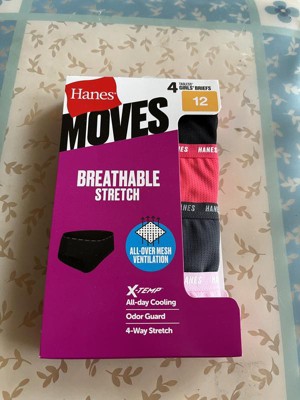 Hanes
4 GIRLS' BRIEFS
12
MOVES
BREATHABLE
STRETCH
ALL-OVER MESH
VENTILATION
X-TEMP
All-day Cooling
Odor Guard
4-Way Stretch
HANES
HANES
HANES
HANES